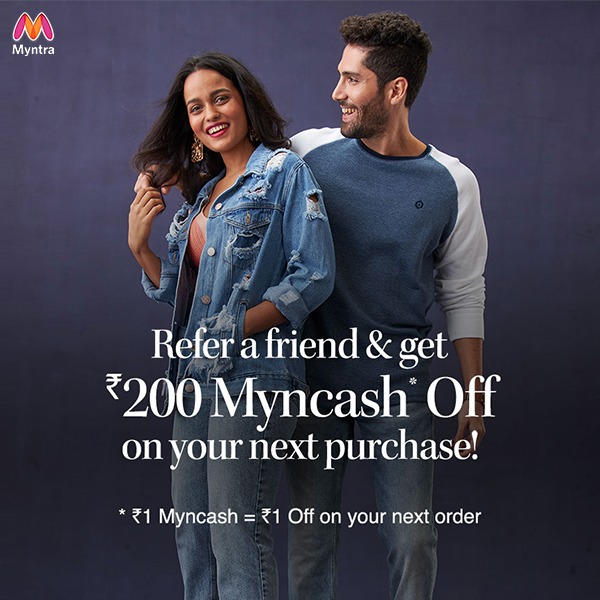 Myntra
Refer a friend & get
₹200 Myncash* Off
on your next purchase!
* ₹1 Myncash = ₹1 Off on your next order